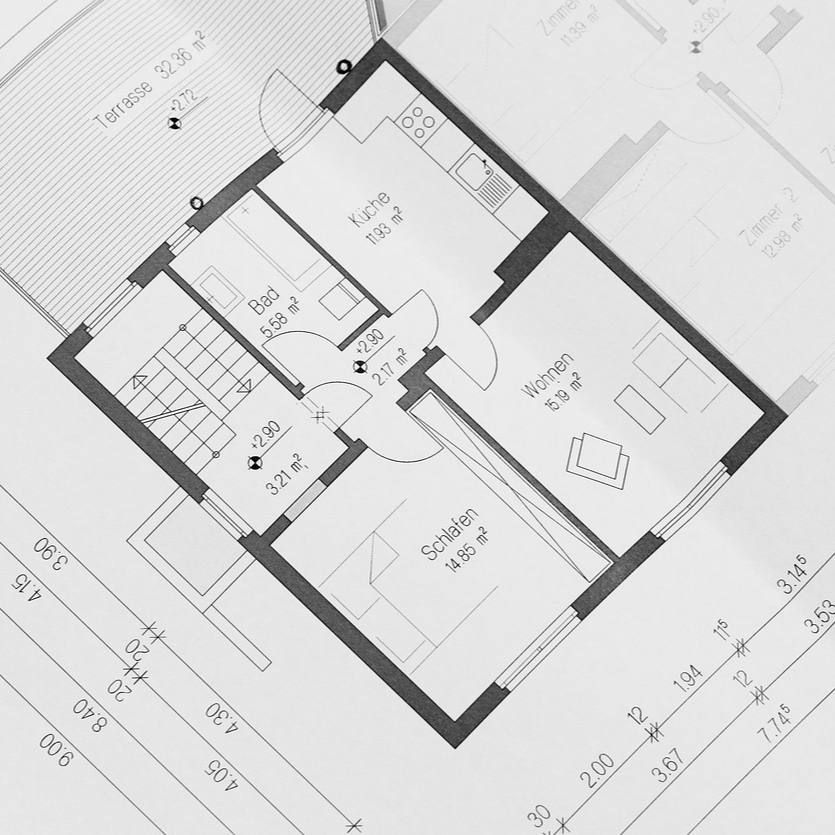 Terrasse 32.36 m²
+2.72
Zimmer
11.39 m²
+2.90
Zimmer 2
12.98 m²
Küche
11.93 m²
Bad
5.58 m²
+2.90
2.17 m²
Wohnen
15.19 m²
+2.90
3.21 m²
Schlafen
14.85 m²
3.90
4.15
20
20
8.40
9.00
4.30
4.05
3.14⁵
3.53
11⁵
1.94
12
12
7.74⁵
2.00
3.67
30